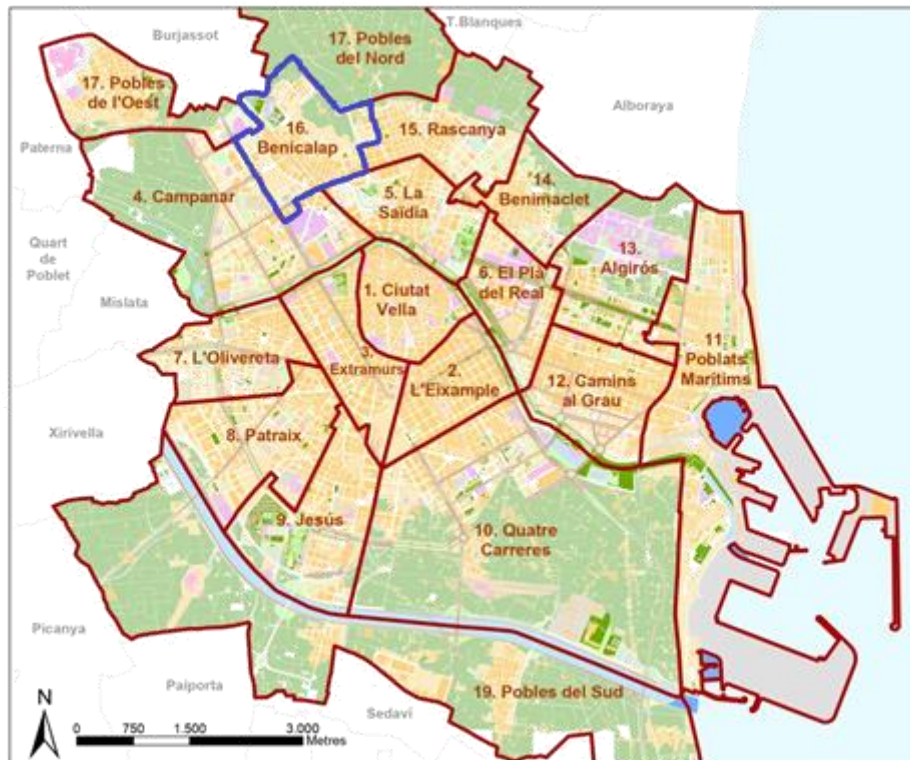 Burjassot
T.Blanques
17. Pobles
del Nord
17. Pobles
de l'Oest
Alboraya
16.
Benicalap
15. Rascanya
Paterna
4. Campanar
5. La
Saïdia
14.
Benimaclet
Quart
de
Poblet
13.
Algirós
6. El Pla
del Real
Mislata
1. Ciutat
Vella
11.
Poblats
Marítims
7. L'Olivereta
3.
Extramurs
2.
L'Eixample
12. Camins
al Grau
Xirivella
8. Patraix
9. Jesús
10. Quatre
Carreres
Picanya
Paiporta
19. Pobles del Sud
Sedaví
N
0 750 1.500 3.000
Metres